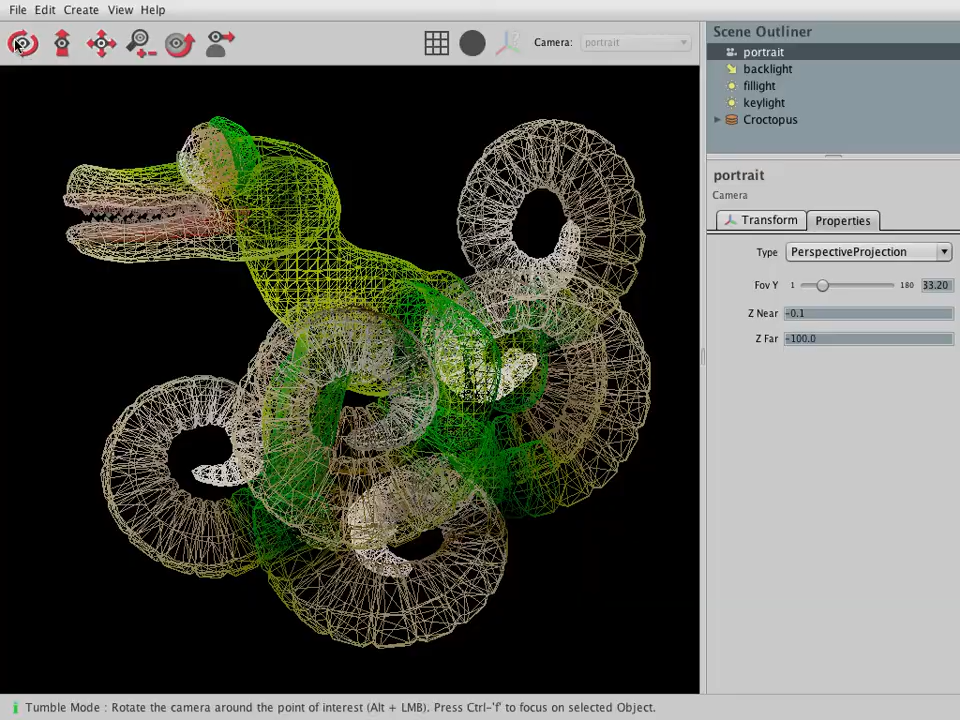 File Edit Create View Help
Camera: portrait
Scene Outliner
portrait
backlight
fillight
keylight
Croctopus
portrait
Camera
Transform Properties
Type PerspectiveProjection
Fov Y 1 180 33.20
Z Near -0.1
Z Far -100.0
Tumble Mode : Rotate the camera around the point of interest (Alt + LMB). Press Ctrl-'f' to focus on selected Object.